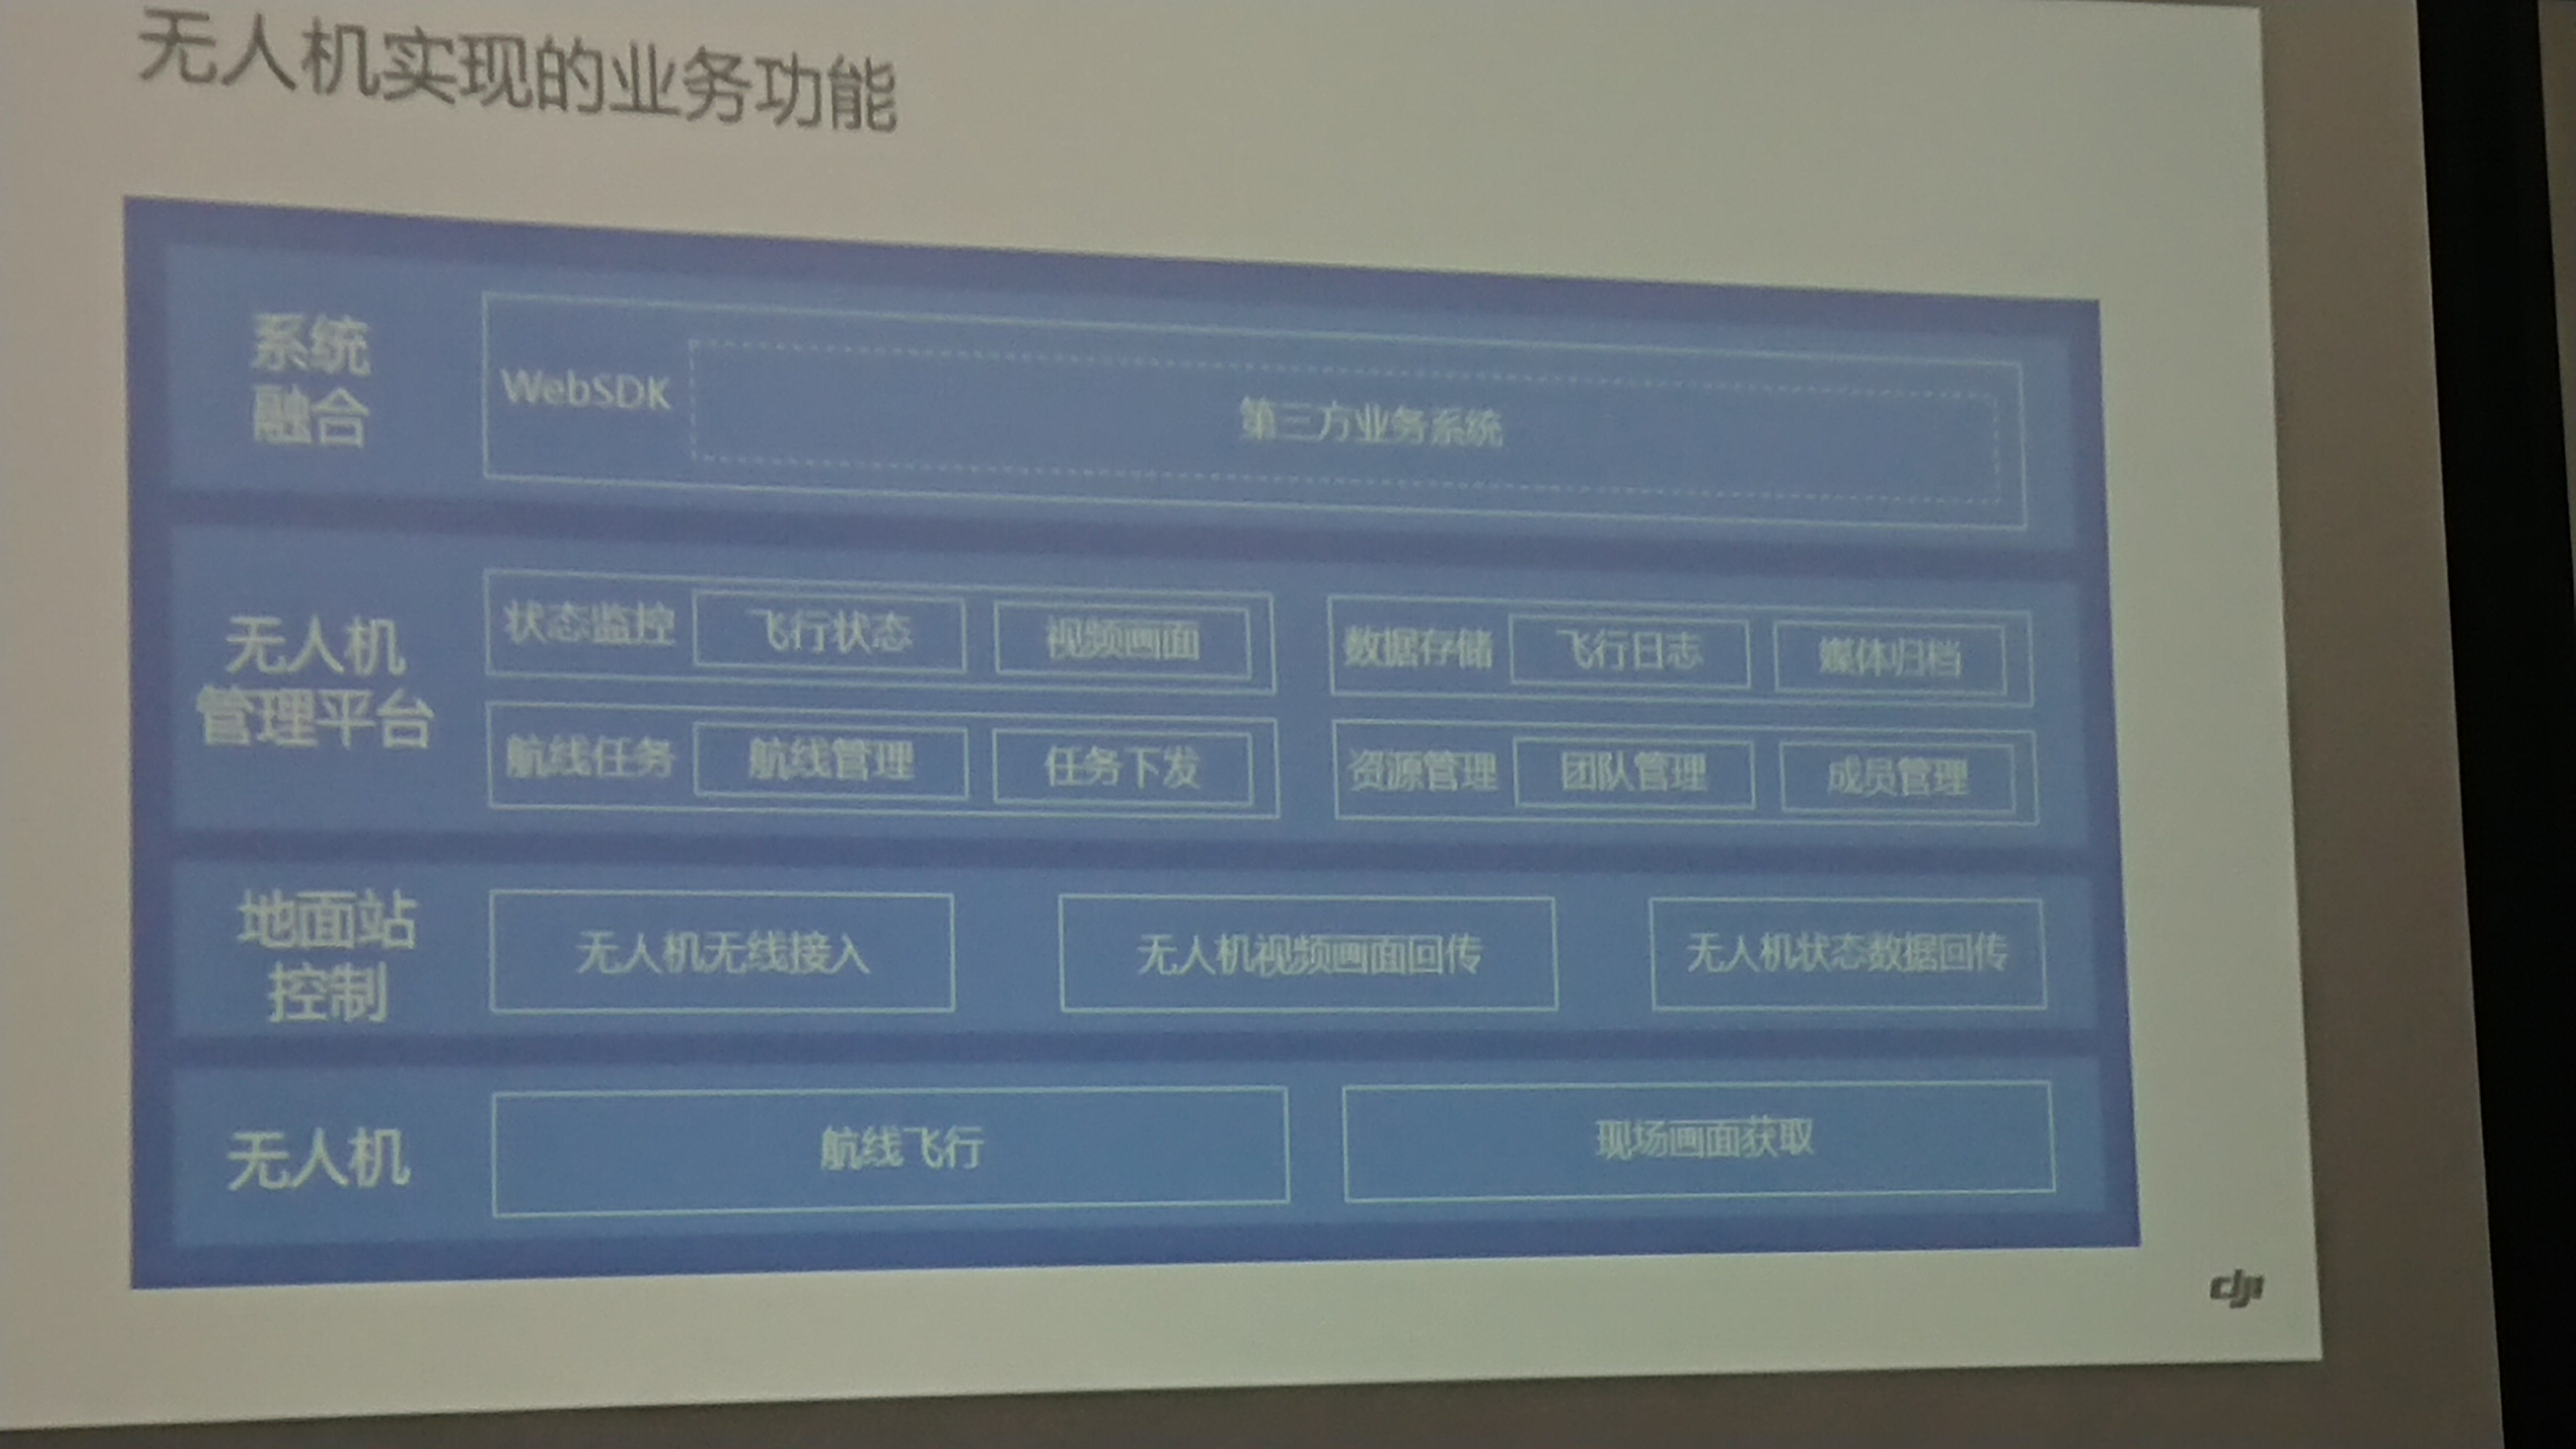 无人机实现的业务功能
系统
融合
WebSDK
第三方业务系统
无人机
管理平台
状态监控 飞行状态 视频画面
数据存储 飞行日志 媒体归档
航线任务 航线管理 任务下发
资源管理 团队管理 成员管理
地面站
控制
无人机无线接入
无人机视频画面回传
无人机状态数据回传
无人机
航线飞行
现场画面获取
dji